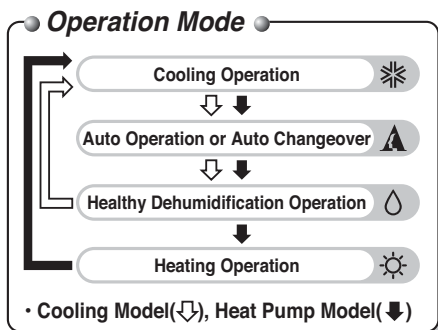 Operation Mode
Cooling Operation
Auto Operation or Auto Changeover
Healthy Dehumidification Operation
Heating Operation
• Cooling Model(⇩), Heat Pump Model(⬇)